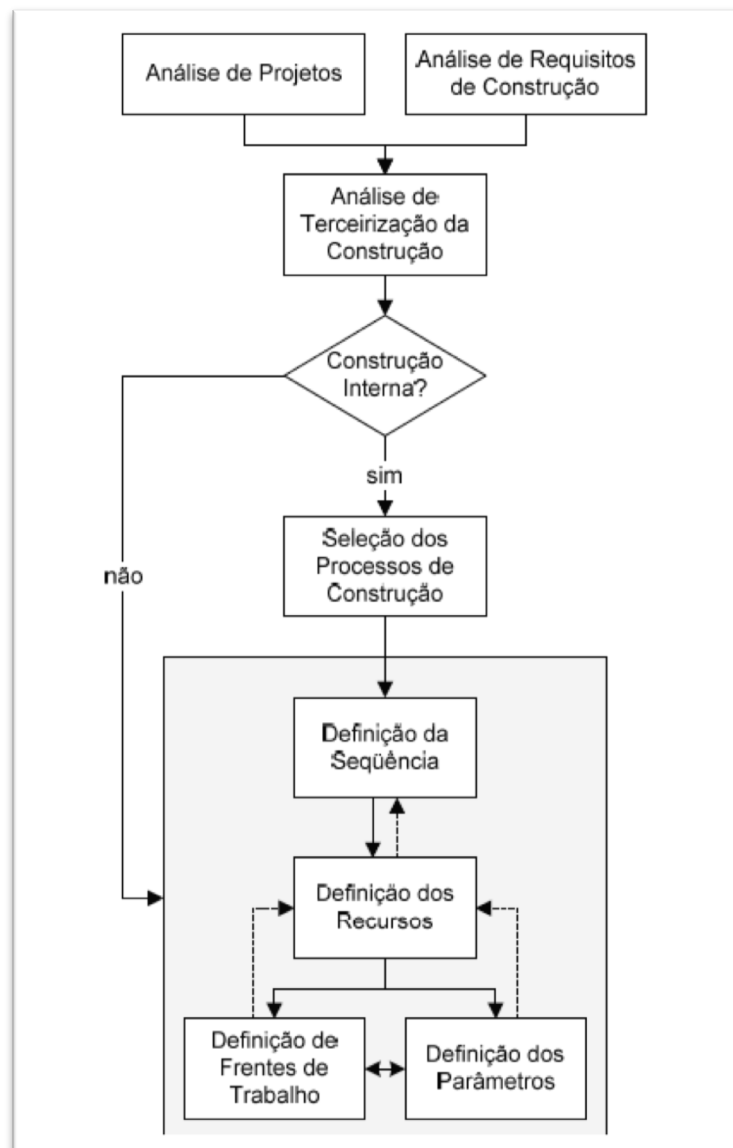 Análise de Projetos
Análise de Requisitos
de Construção
Análise de
Terceirização da
Construção
Construção
Interna?
sim
não
Seleção dos
Processos de
Construção
Definição da
Seqüência
Definição dos
Recursos
Definição de
Frentes de
Trabalho
Definição dos
Parâmetros